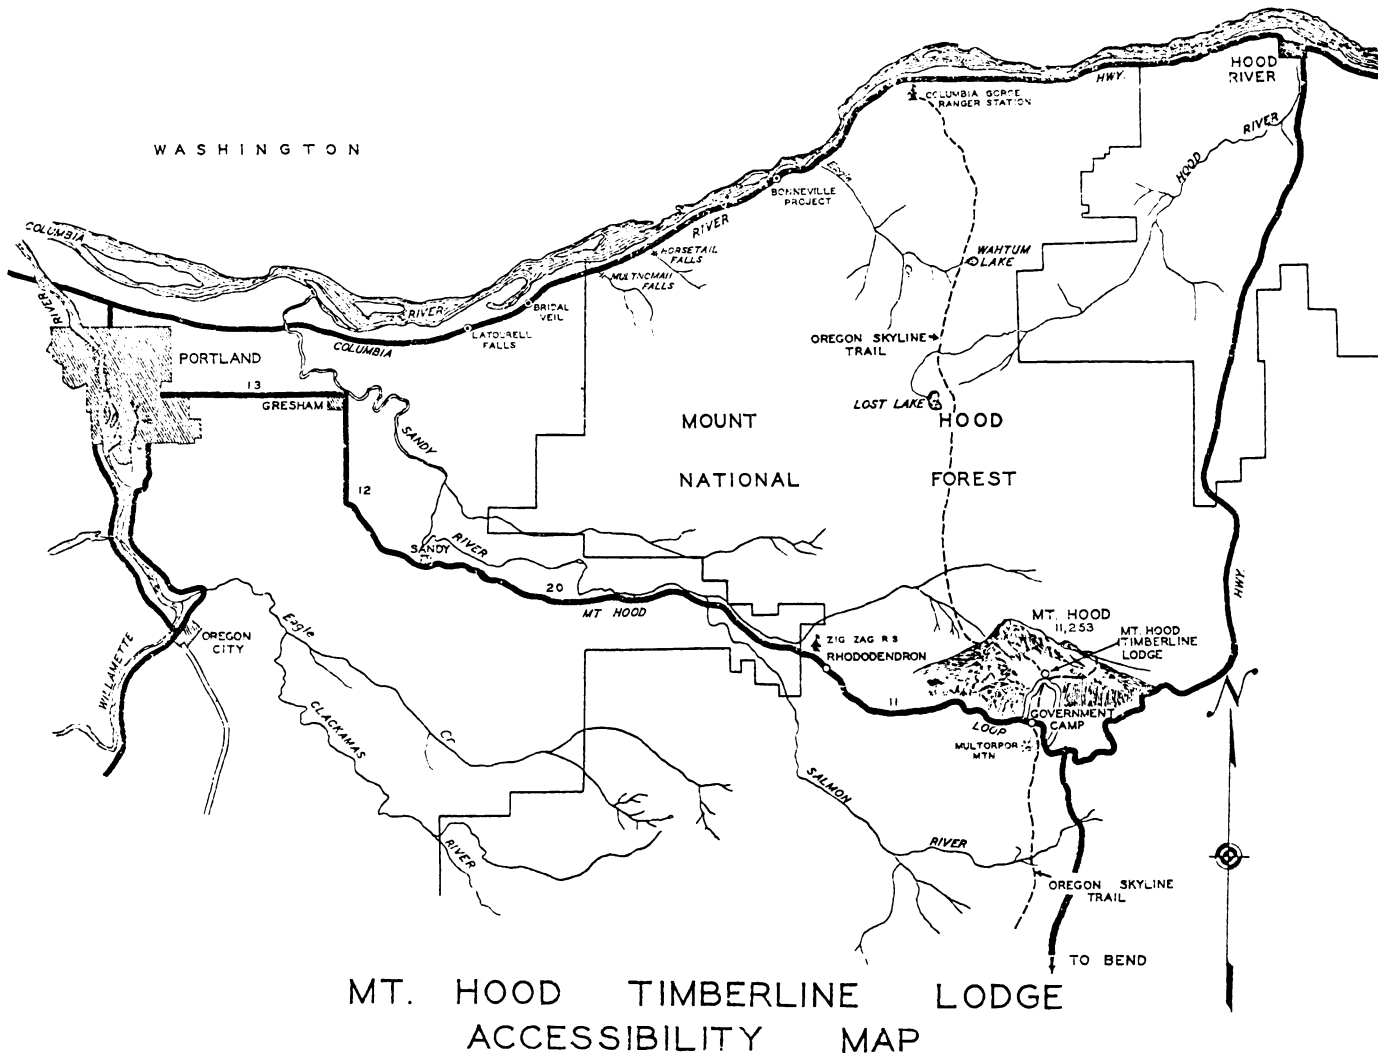 HOOD
RIVER
HWY.
COLUMBIA GORGE
RANGER STATION
HOOD RIVER
WASHINGTON
BONNEVILLE
PROJECT
COLUMBIA
RIVER
WAHTUM
LAKE
HORSETAIL
FALLS
MULTNOMAH
FALLS
RIVER
RIVER
BRIDAL
VEIL
LATOURELL
FALLS
COLUMBIA
OREGON SKYLINE
TRAIL
PORTLAND
13
GRESHAM
LOST LAKE
MOUNT HOOD
NATIONAL FOREST
SANDY
12
SANDY
RIVER
20
MT HOOD
HWY.
Eagle
OREGON
CITY
WILLAMETTE
ZIG ZAG R S
RHODODENDRON
MT. HOOD
11,253
MT. HOOD
TIMBERLINE
LODGE
11
LOOP
GOVERNMENT
CAMP
MULTORPOR
MTN
N
CLACKAMAS
Cr
RIVER
SALMON
RIVER
OREGON SKYLINE
TRAIL
TO BEND
MT. HOOD TIMBERLINE LODGE
ACCESSIBILITY MAP